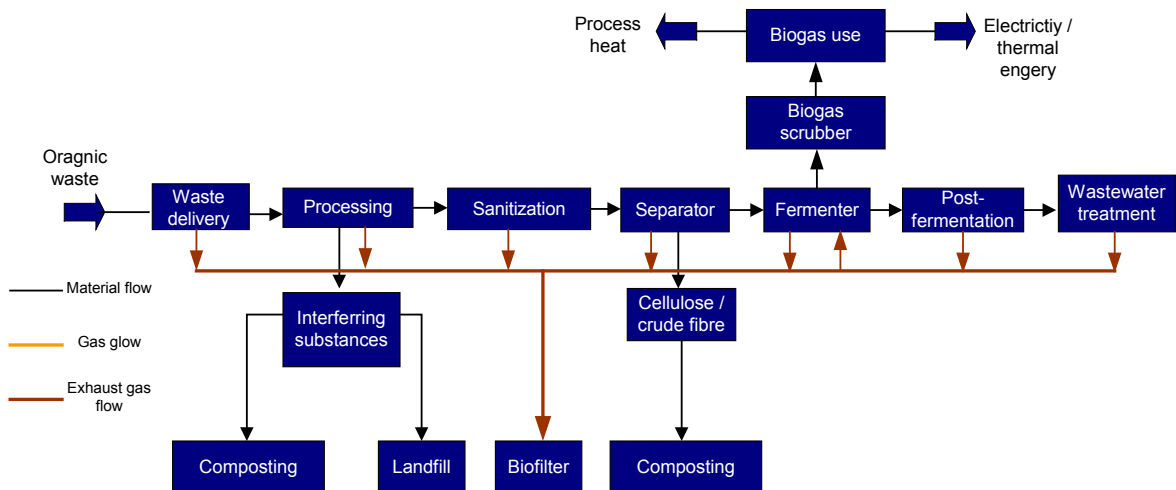 Process
heat
Biogas use
Electrictiy /
thermal
engery
Biogas
scrubber
Oragnic
waste
Waste
delivery
Processing
Sanitization
Separator
Fermenter
Post-
fermentation
Wastewater
treatment
Material flow
Gas glow
Exhaust gas
flow
Interferring
substances
Cellulose /
crude fibre
Composting
Landfill
Biofilter
Composting